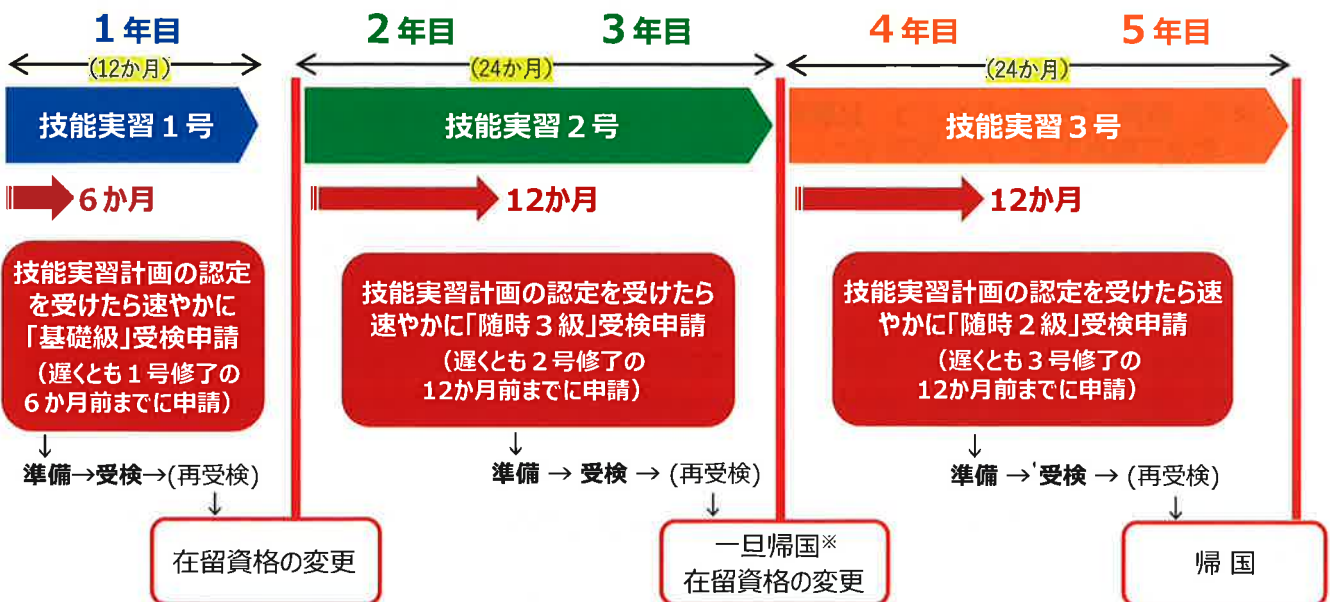 1年目
2年目
3年目
4年目
5年目
(12か月)
(24か月)
(24か月)
技能実習1号
技能実習2号
技能実習3号
6か月
12か月
12か月
技能実習計画の認定
を受けたら速やかに
「基礎級」受検申請
(遅くとも1号修了の
6か月前までに申請)
技能実習計画の認定を受けたら
速やかに「随時3級」受検申請
(遅くとも2号修了の
12か月前までに申請)
技能実習計画の認定を受けたら速
やかに「随時2級」受検申請
(遅くとも3号修了の
12か月前までに申請)
準備→受検→(再受検)
準備 → 受検 → (再受検)
準備 → 受検 → (再受検)
在留資格の変更
一旦帰国※
在留資格の変更
帰 国